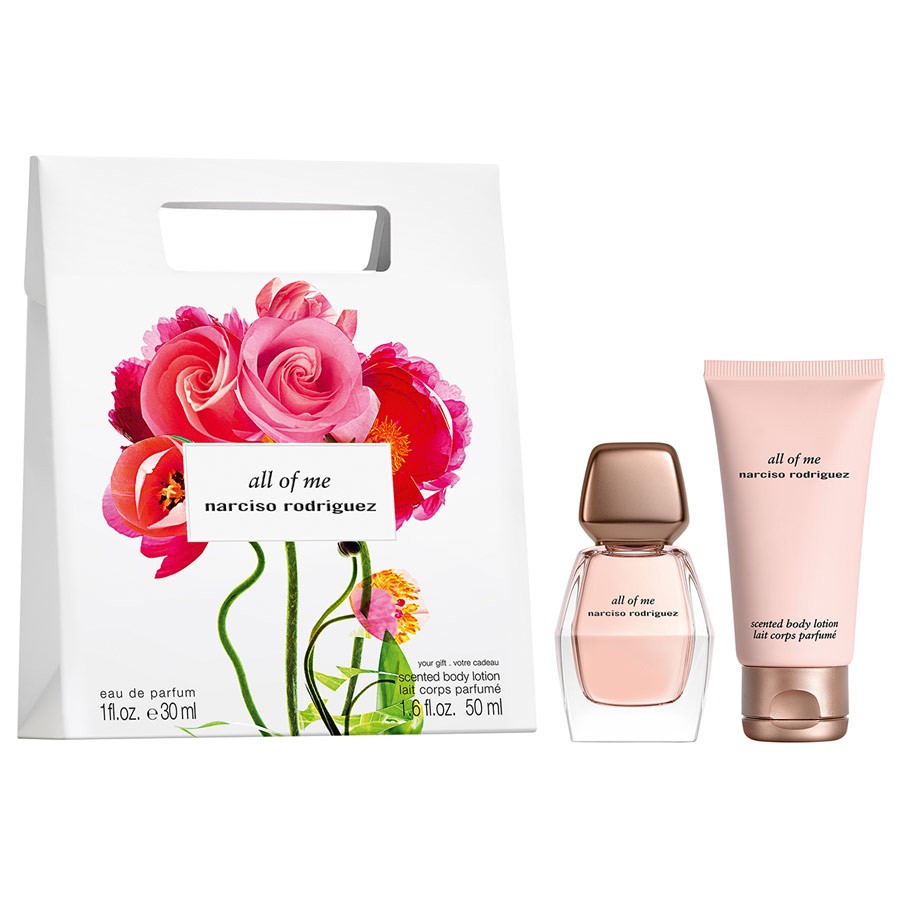 all of me
narciso rodriguez
eau de parfum
1 fl.oz. e 30 ml
your gift . votre cadeau
scented body lotion
lait corps parfumé
1.6 fl.oz. 50 ml
all of me
narciso rodriguez
all of me
narciso rodriguez
scented body lotion
lait corps parfumé